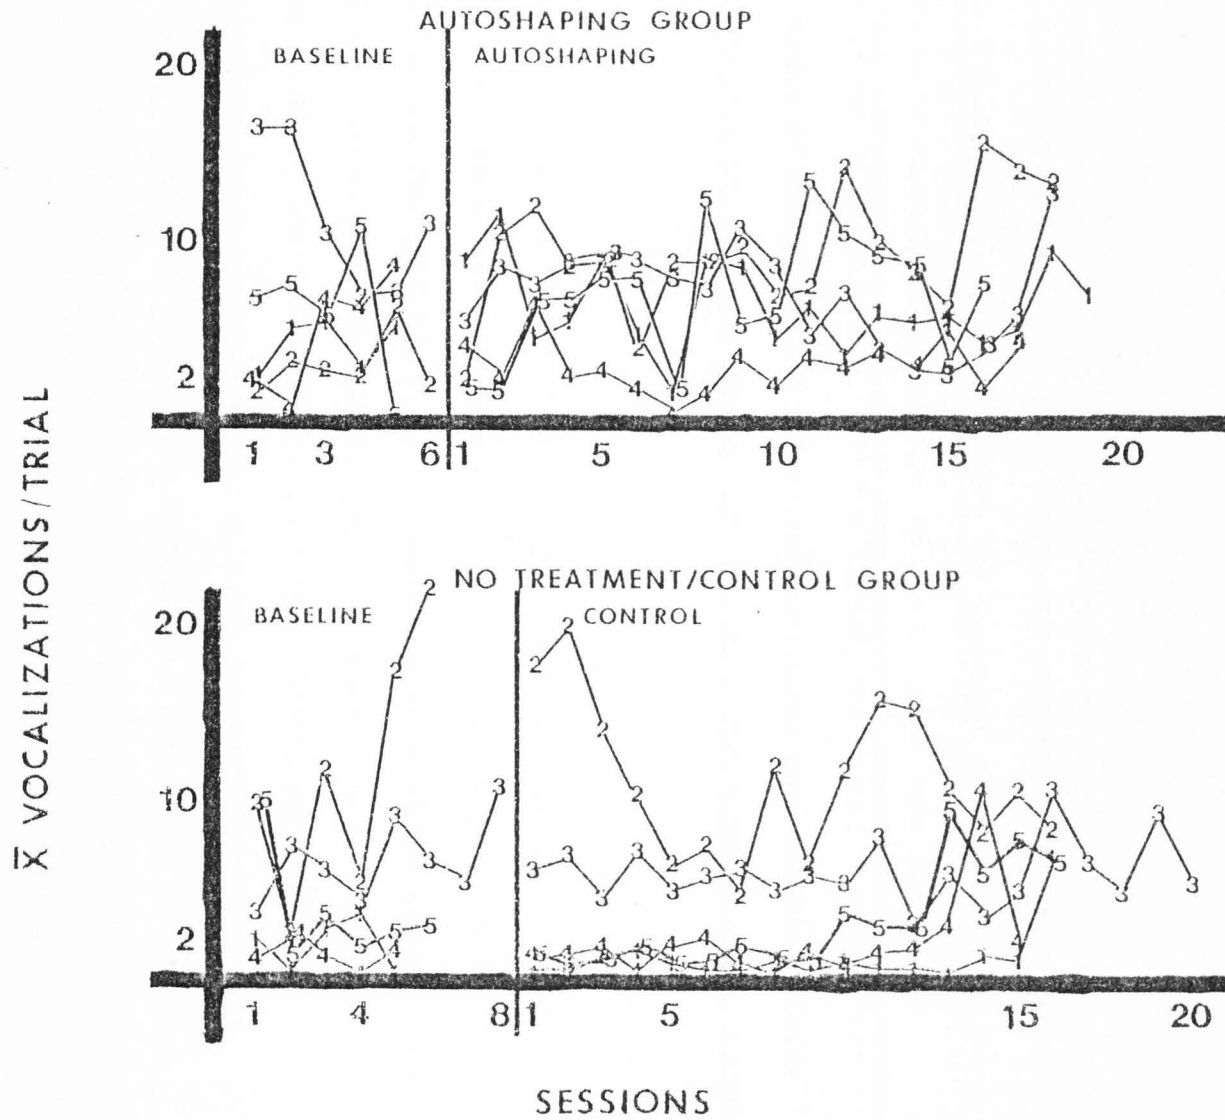 AUTOSHAPING GROUP
BASELINE AUTOSHAPING
20
10
2
1 3 6 1 5 10 15 20
X̄ VOCALIZATIONS/TRIAL
NO TREATMENT/CONTROL GROUP
BASELINE CONTROL
20
10
2
1 4 8 1 5 15 20
SESSIONS